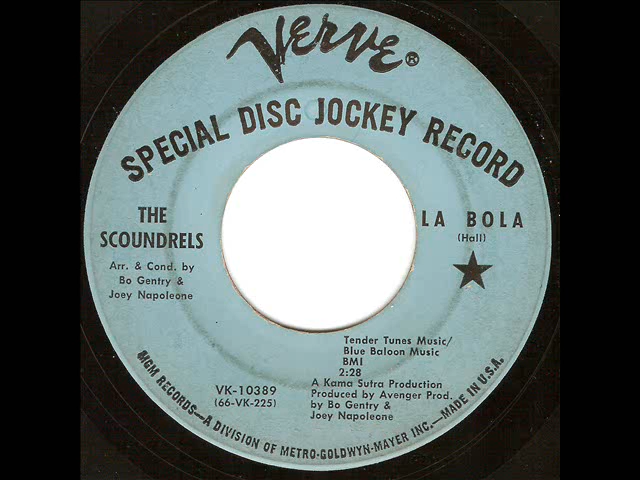 VERVE®
SPECIAL DISC JOCKEY RECORD
THE
SCOUNDRELS
Arr. & Cond. by
Bo Gentry &
Joey Napoleone
LA BOLA
(Hall)
Tender Tunes Music/
Blue Baloon Music
BMI
2:28
VK-10389
(66-VK-225)
A Kama Sutra Production
Produced by Avenger Prod.
by Bo Gentry &
Joey Napoleone
MGM RECORDS—A DIVISION OF METRO-GOLDWYN-MAYER INC.—MADE IN U.S.A.